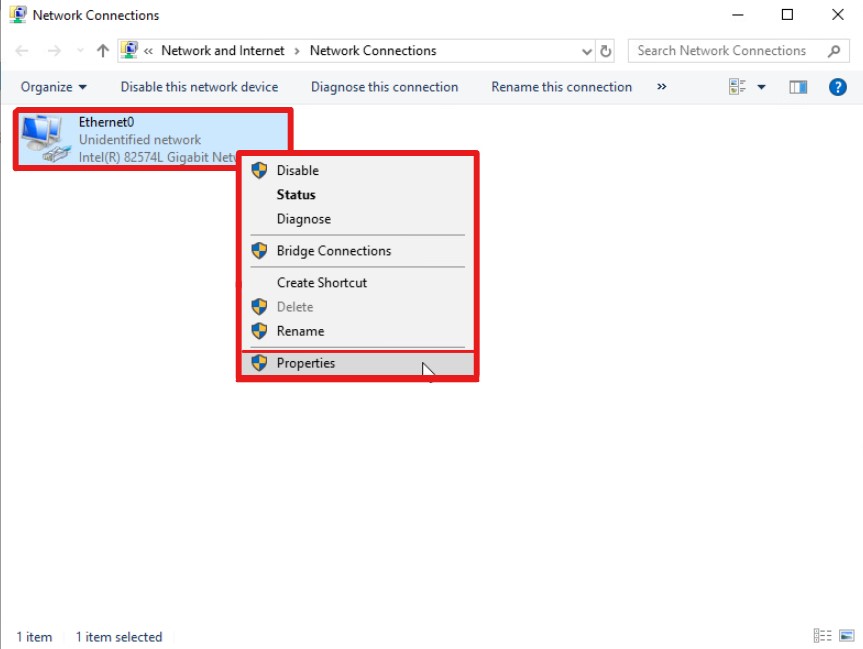 Network Connections
« Network and Internet > Network Connections
Search Network Connections
Organize
Disable this network device
Diagnose this connection
Rename this connection
»
Ethernet0
Unidentified network
Intel(R) 82574L Gigabit
Disable
Status
Diagnose
Bridge Connections
Create Shortcut
Delete
Rename
Properties
1 item
1 item selected